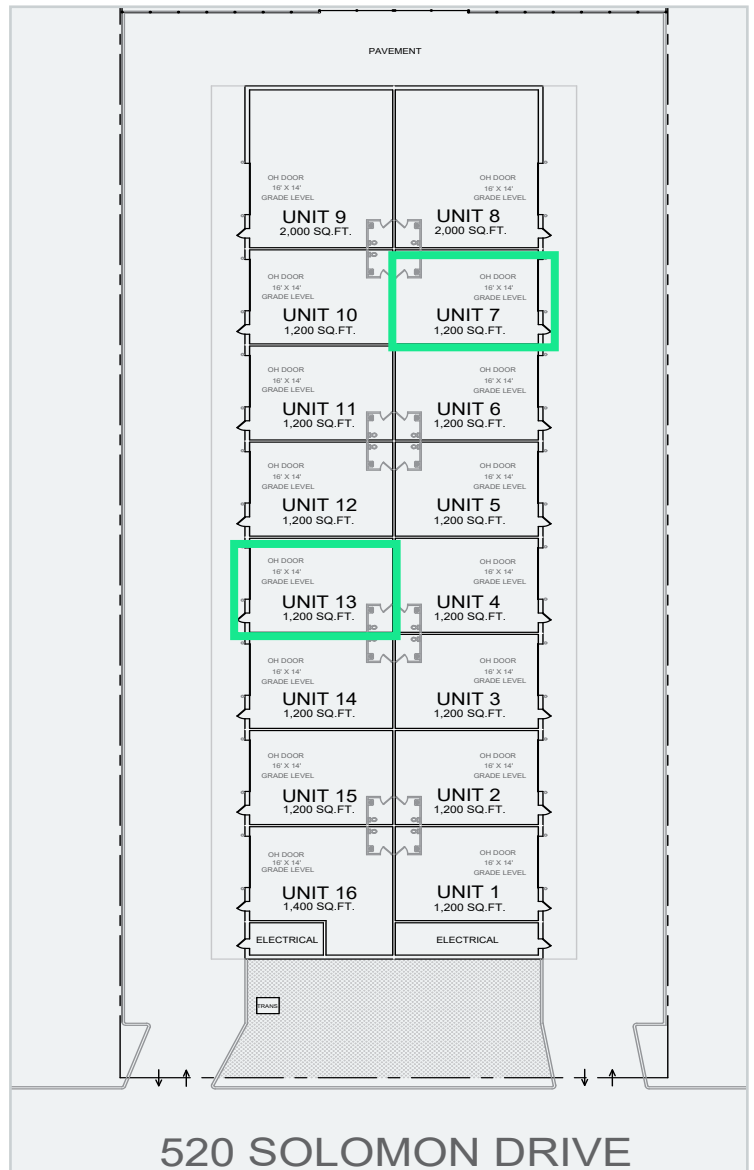 PAVEMENT
OH DOOR
16' X 14'
GRADE LEVEL
UNIT 9
2,000 SQ.FT.
OH DOOR
16' X 14'
GRADE LEVEL
UNIT 8
2,000 SQ.FT.
OH DOOR
16' X 14'
GRADE LEVEL
UNIT 10
1,200 SQ.FT.
OH DOOR
16' X 14'
GRADE LEVEL
UNIT 7
1,200 SQ.FT.
OH DOOR
16' X 14'
GRADE LEVEL
UNIT 11
1,200 SQ.FT.
OH DOOR
16' X 14'
GRADE LEVEL
UNIT 6
1,200 SQ.FT.
OH DOOR
16' X 14'
GRADE LEVEL
UNIT 12
1,200 SQ.FT.
OH DOOR
16' X 14'
GRADE LEVEL
UNIT 5
1,200 SQ.FT.
OH DOOR
16' X 14'
GRADE LEVEL
UNIT 13
1,200 SQ.FT.
OH DOOR
16' X 14'
GRADE LEVEL
UNIT 4
1,200 SQ.FT.
OH DOOR
16' X 14'
GRADE LEVEL
UNIT 14
1,200 SQ.FT.
OH DOOR
16' X 14'
GRADE LEVEL
UNIT 3
1,200 SQ.FT.
OH DOOR
16' X 14'
GRADE LEVEL
UNIT 15
1,200 SQ.FT.
OH DOOR
16' X 14'
GRADE LEVEL
UNIT 2
1,200 SQ.FT.
OH DOOR
16' X 14'
GRADE LEVEL
UNIT 16
1,400 SQ.FT.
OH DOOR
16' X 14'
GRADE LEVEL
UNIT 1
1,200 SQ.FT.
ELECTRICAL
ELECTRICAL
TRANS
520 SOLOMON DRIVE